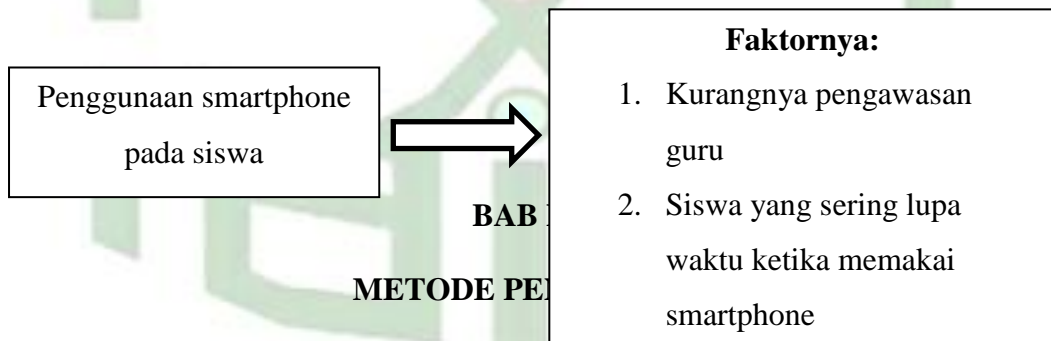 Penggunaan smartphone
pada siswa
Faktornya:
1. Kurangnya pengawasan
guru
2. Siswa yang sering lupa
waktu ketika memakai
smartphone
BAB
METODE